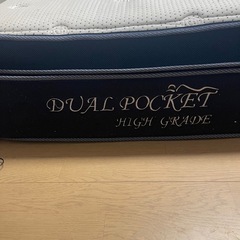 DUAL POCKET
HIGH GRADE